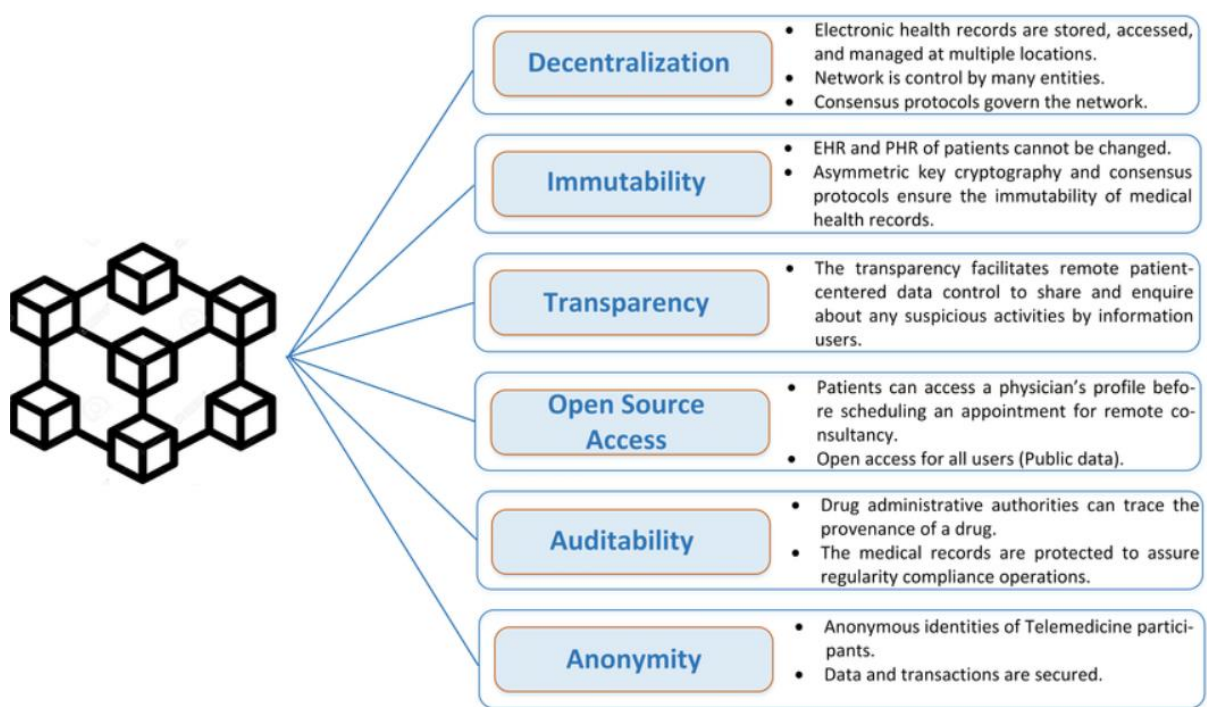 Decentralization
• Electronic health records are stored, accessed,
and managed at multiple locations.
• Network is control by many entities.
• Consensus protocols govern the network.
Immutability
• EHR and PHR of patients cannot be changed.
• Asymmetric key cryptography and consensus
protocols ensure the immutability of medical
health records.
Transparency
• The transparency facilitates remote patient-
centered data control to share and enquire
about any suspicious activities by information
users.
Open Source
Access
• Patients can access a physician’s profile befo-
re scheduling an appointment for remote co-
nsultancy.
• Open access for all users (Public data).
Auditability
• Drug administrative authorities can trace the
provenance of a drug.
• The medical records are protected to assure
regularity compliance operations.
Anonymity
• Anonymous identities of Telemedicine partici-
pants.
• Data and transactions are secured.